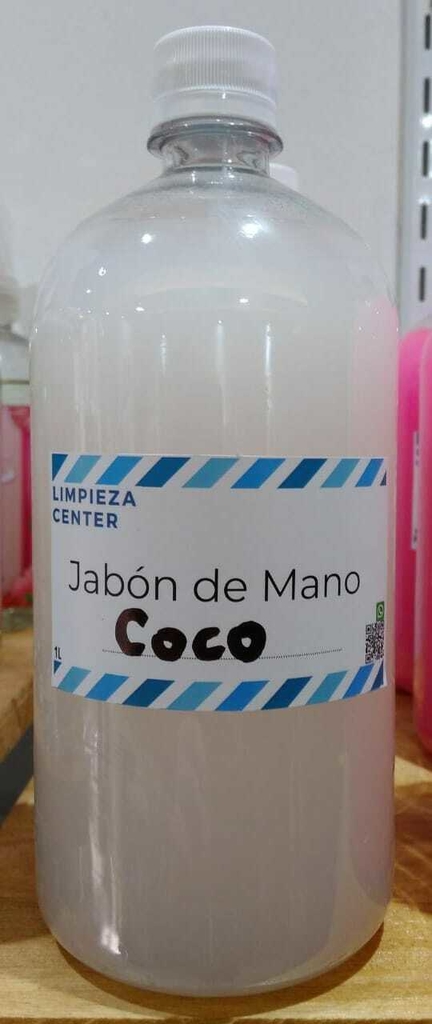 LIMPIEZA
CENTER
Jabón de Mano
Coco
1L